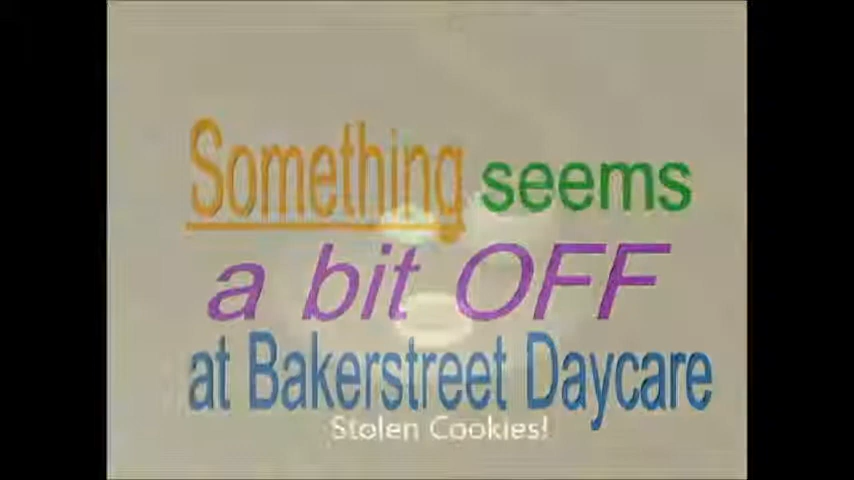 Something seems
a bit OFF
at Bakerstreet Daycare
Stolen Cookies!